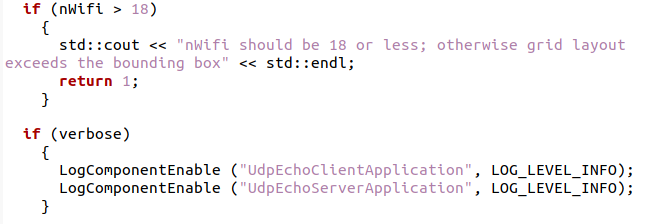 if (nWifi > 18)
{
std::cout << "nWifi should be 18 or less; otherwise grid layout
exceeds the bounding box" << std::endl;
return 1;
}
if (verbose)
{
LogComponentEnable ("UdpEchoClientApplication", LOG_LEVEL_INFO);
LogComponentEnable ("UdpEchoServerApplication", LOG_LEVEL_INFO);
}